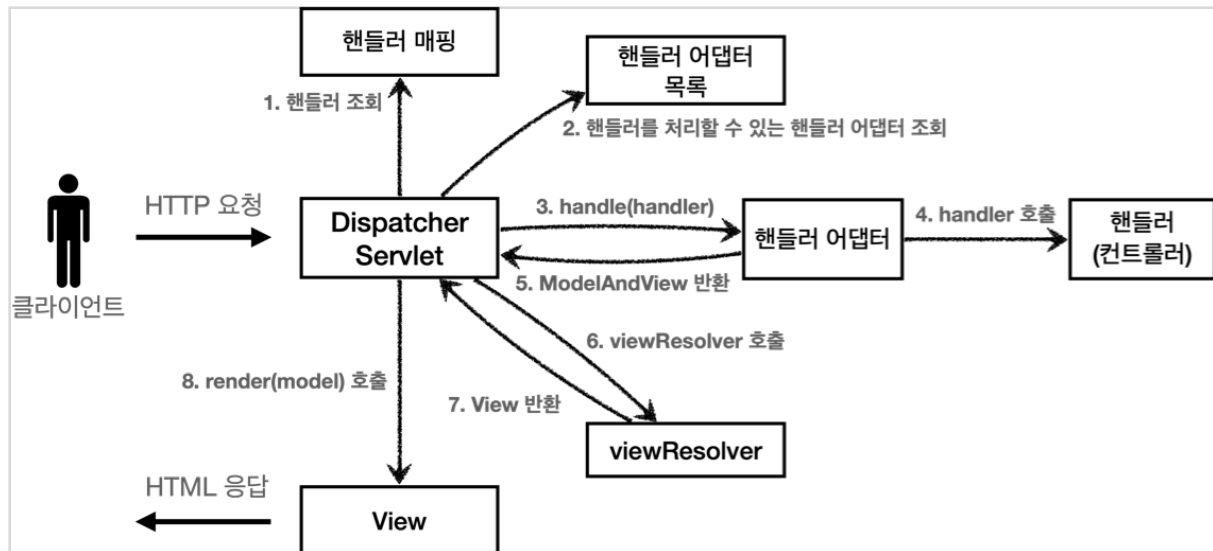 핸들러 매핑
핸들러 어댑터
목록
1. 핸들러 조회
2. 핸들러를 처리할 수 있는 핸들러 어댑터 조회
HTTP 요청
Dispatcher
Servlet
3. handle(handler)
핸들러 어댑터
4. handler 호출
핸들러
(컨트롤러)
5. ModelAndView 반환
클라이언트
6. viewResolver 호출
8. render(model) 호출
7. View 반환
viewResolver
HTML 응답
View